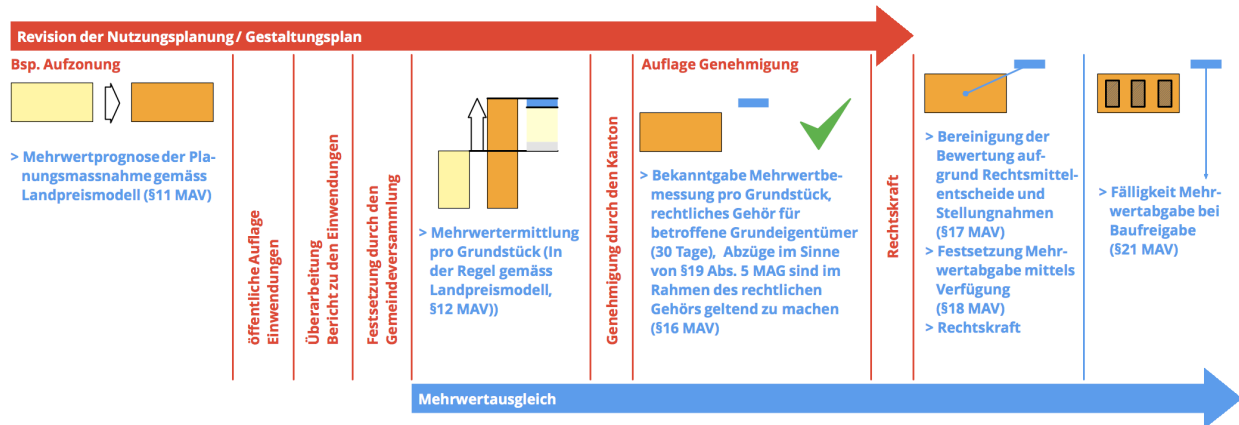 Revision der Nutzungsplanung / Gestaltungsplan
Bsp. Aufzonung
> Mehrwertprognose der Pla-
nungsmassnahme gemäss
Landpreismodell (§11 MAV)
öffentliche Auflage
Einwendungen
Überarbeitung
Bericht zu den Einwendungen
Festsetzung durch den
Gemeindeversammlung
> Mehrwertermittlung
pro Grundstück (In
der Regel gemäss
Landpreismodell,
§12 MAV))
Genehmigung durch den Kanton
Auflage Genehmigung
> Bekanntgabe Mehrwertbe-
messung pro Grundstück,
rechtliches Gehör für
betroffene Grundeigentümer
(30 Tage), Abzüge im Sinne
von §19 Abs. 5 MAG sind im
Rahmen des rechtlichen
Gehörs geltend zu machen
(§16 MAV)
Rechtskraft
> Bereinigung der
Bewertung auf-
grund Rechtsmittel-
entscheide und
Stellungnahmen
(§17 MAV)
> Festsetzung Mehr-
wertabgabe mittels
Verfügung
(§18 MAV)
> Rechtskraft
> Fälligkeit Mehr-
wertabgabe bei
Baufreigabe
(§21 MAV)
Mehrwertausgleich